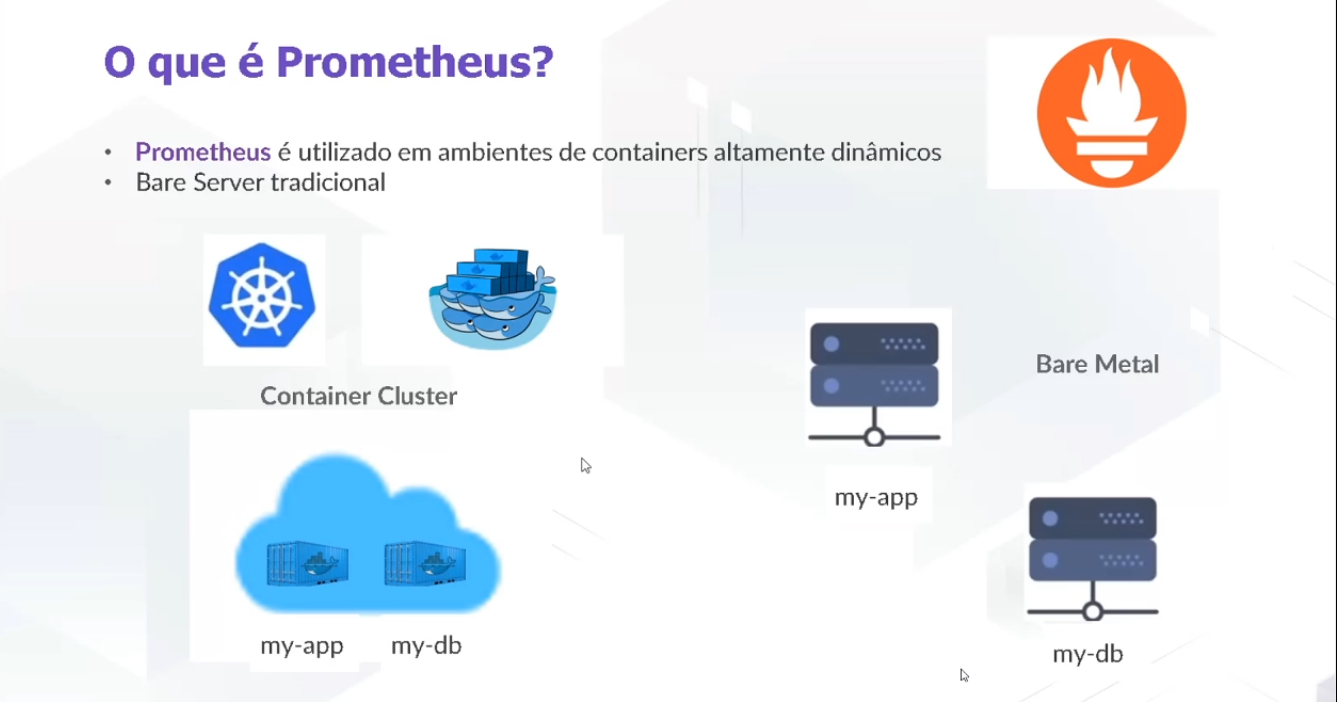 O que é Prometheus?
• Prometheus é utilizado em ambientes de containers altamente dinâmicos
• Bare Server tradicional
Container Cluster
my-app my-db
Bare Metal
my-app
my-db